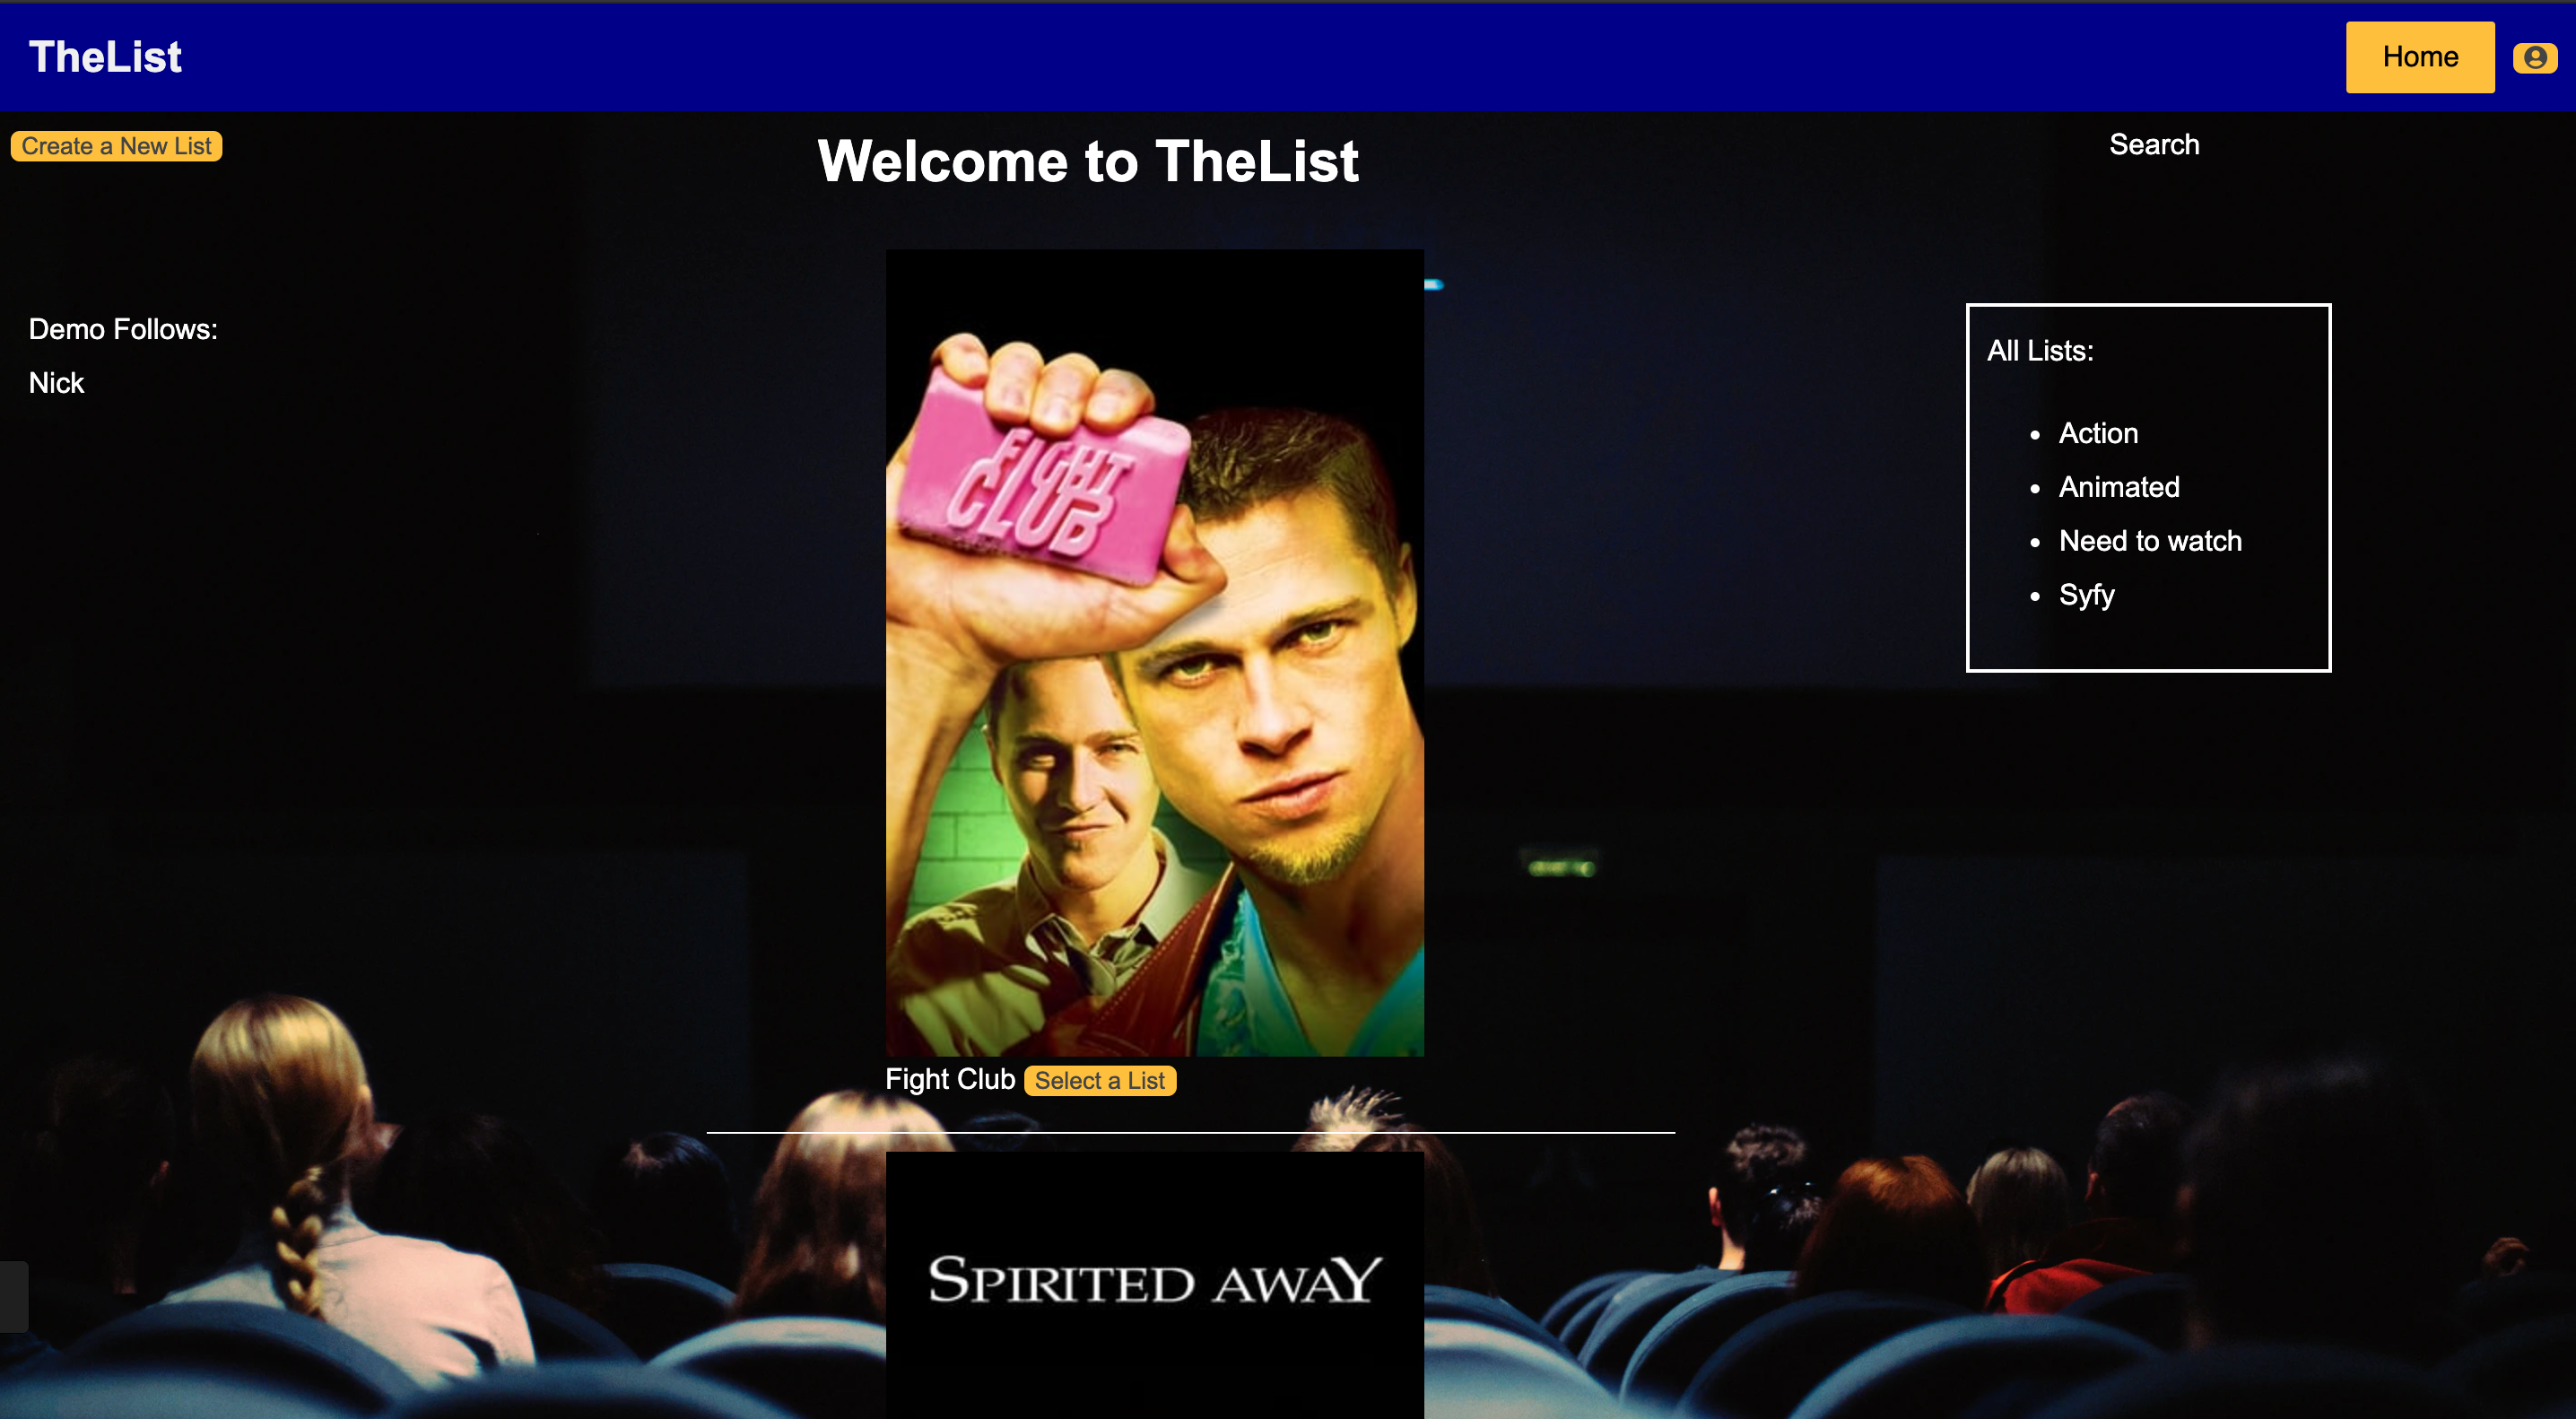 TheList
Home
Create a New List
Welcome to TheList
Search
Demo Follows:
Nick
FIGHT
CLUB
All Lists:
Action
Animated
Need to watch
Syfy
Fight Club Select a List
SPIRITED AWAY